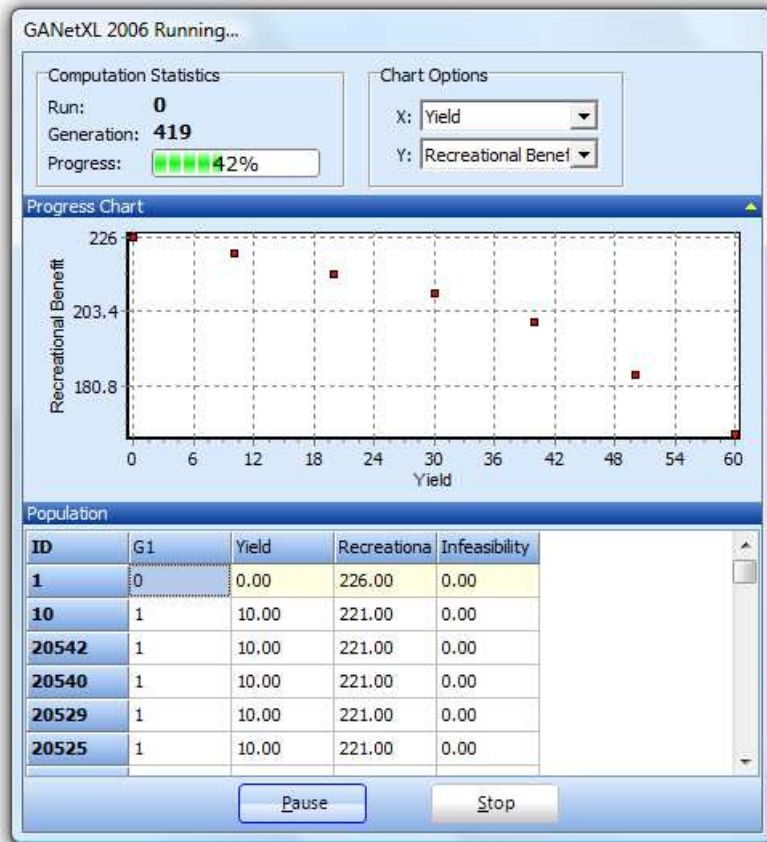 GANetXL 2006 Running...
Computation Statistics
Run: 0
Generation: 419
Progress: 42%
Chart Options
X: Yield
Y: Recreational Benef
Progress Chart
226
203.4
180.8
Recreational Benefit
0 6 12 18 24 30 36 42 48 54 60
Yield
Population
ID G1 Yield Recreationa Infeasibility
1 0 0.00 226.00 0.00
10 1 10.00 221.00 0.00
20542 1 10.00 221.00 0.00
20540 1 10.00 221.00 0.00
20529 1 10.00 221.00 0.00
20525 1 10.00 221.00 0.00
Pause Stop